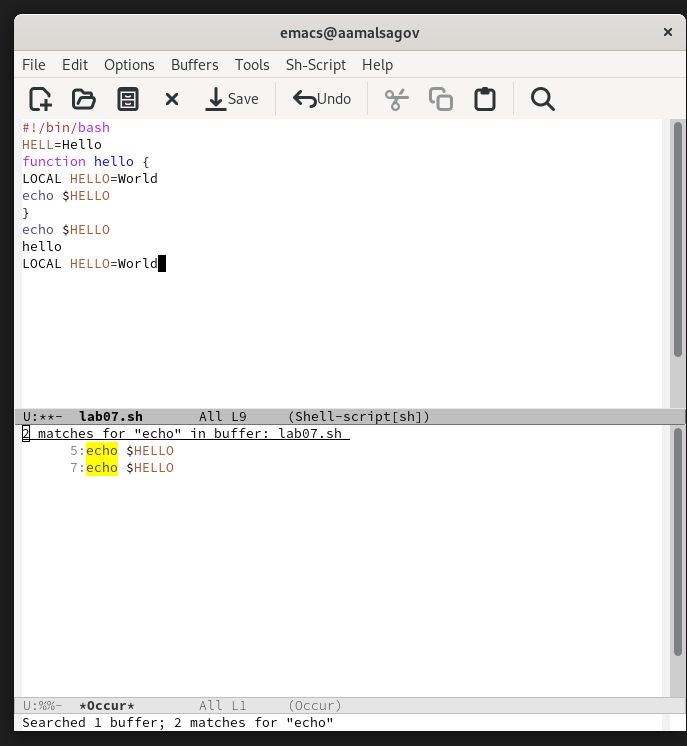 emacs@aamalsagov ×
File Edit Options Buffers Tools Sh-Script Help
Save Undo
#!/bin/bash
HELL=Hello
function hello {
LOCAL HELLO=World
echo $HELLO
}
echo $HELLO
hello
LOCAL HELLO=World
U:**-  lab07.sh       All L9     (Shell-script[sh])
2 matches for "echo" in buffer: lab07.sh
      5:echo $HELLO
      7:echo $HELLO
U:%%-  *Occur*        All L1     (Occur)
Searched 1 buffer; 2 matches for "echo"